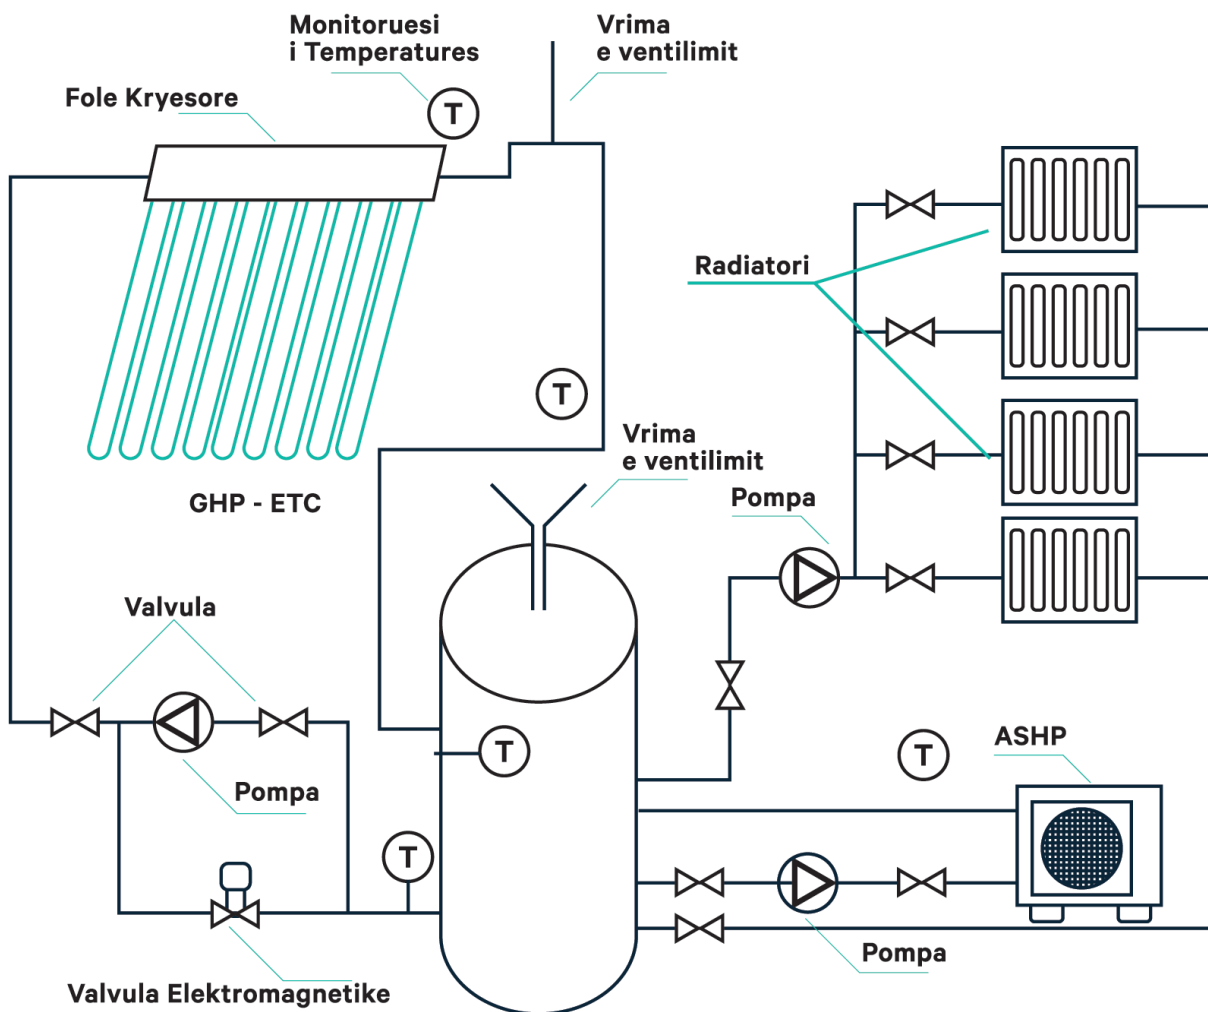 Monitoruesi
i Temperatures
Vrima
e ventilimit
Fole Kryesore
T
Radiatori
T
Vrima
e ventilimit
GHP - ETC
Pompa
Valvula
T
T
ASHP
Pompa
T
Pompa
Valvula Elektromagnetike